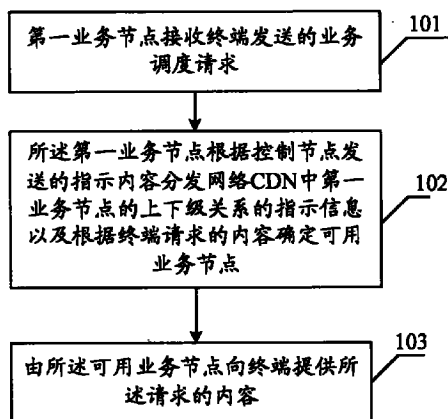 第一业务节点接收终端发送的业务
调度请求
101
所述第一业务节点根据控制节点发
送的指示内容分发网络CDN中第一
业务节点的上下级关系的指示信息
以及根据终端请求的内容确定可用
业务节点
102
由所述可用业务节点向终端提供所
述请求的内容
103